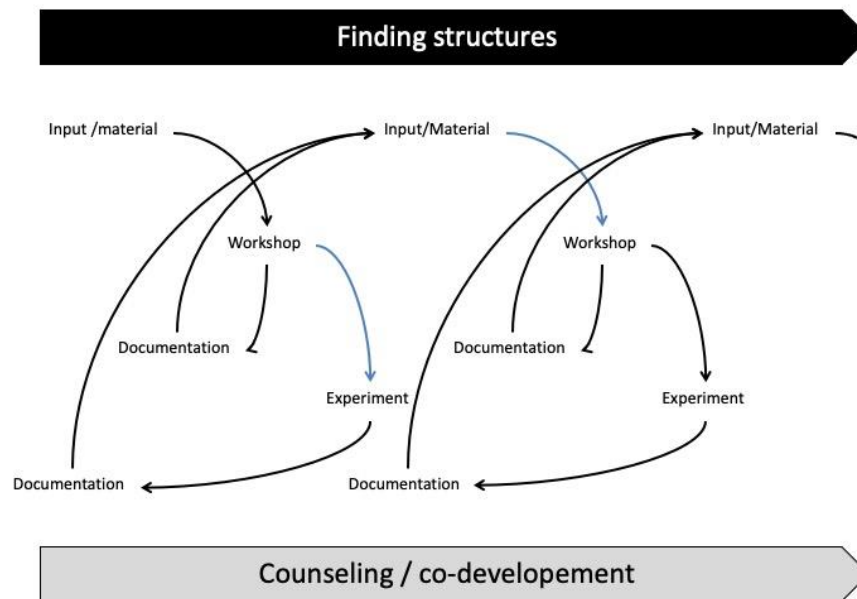 Finding structures
Input /material
Input/Material
Input/Material
Workshop
Workshop
Documentation
Documentation
Experiment
Experiment
Documentation
Documentation
Counseling / co-developement